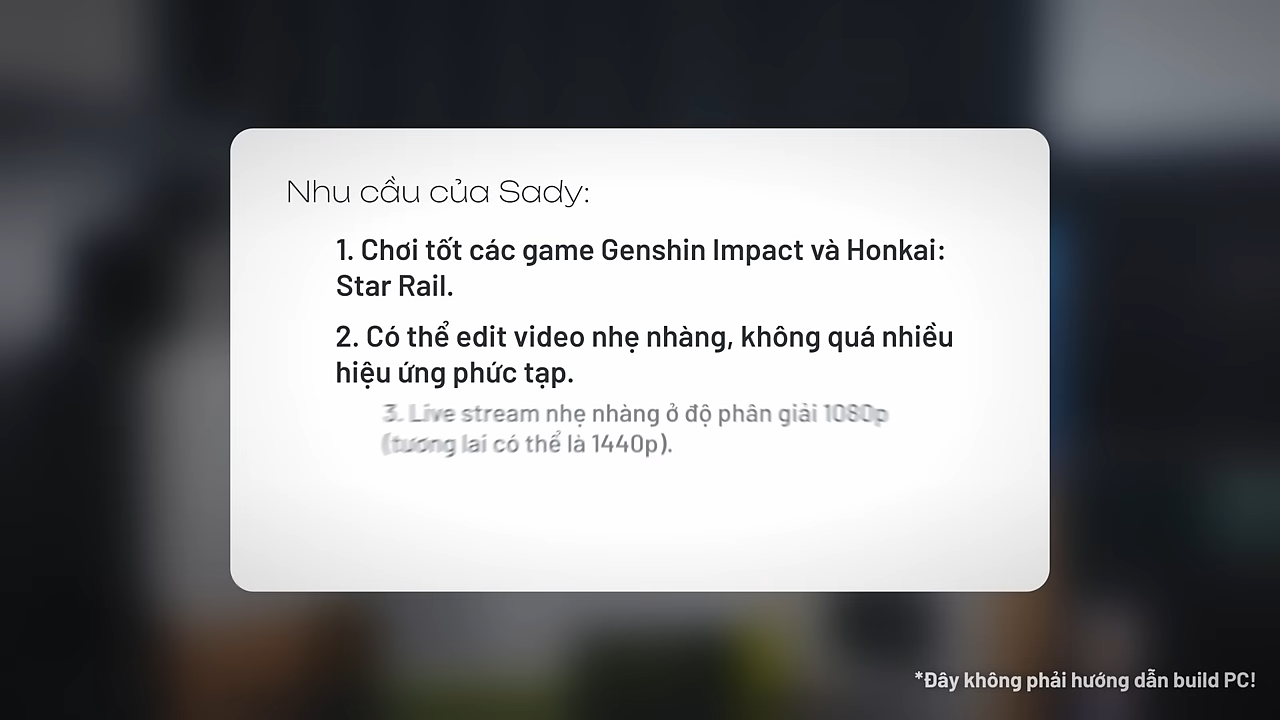 Nhu cầu của Sady:
1. Chơi tốt các game Genshin Impact và Honkai:
Star Rail.
2. Có thể edit video nhẹ nhàng, không quá nhiều
hiệu ứng phức tạp.
3. Live stream nhẹ nhàng ở độ phân giải 1080p
(tương lai có thể là 1440p).
*Đây không phải hướng dẫn build PC!